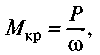 Mкр = P/ω,